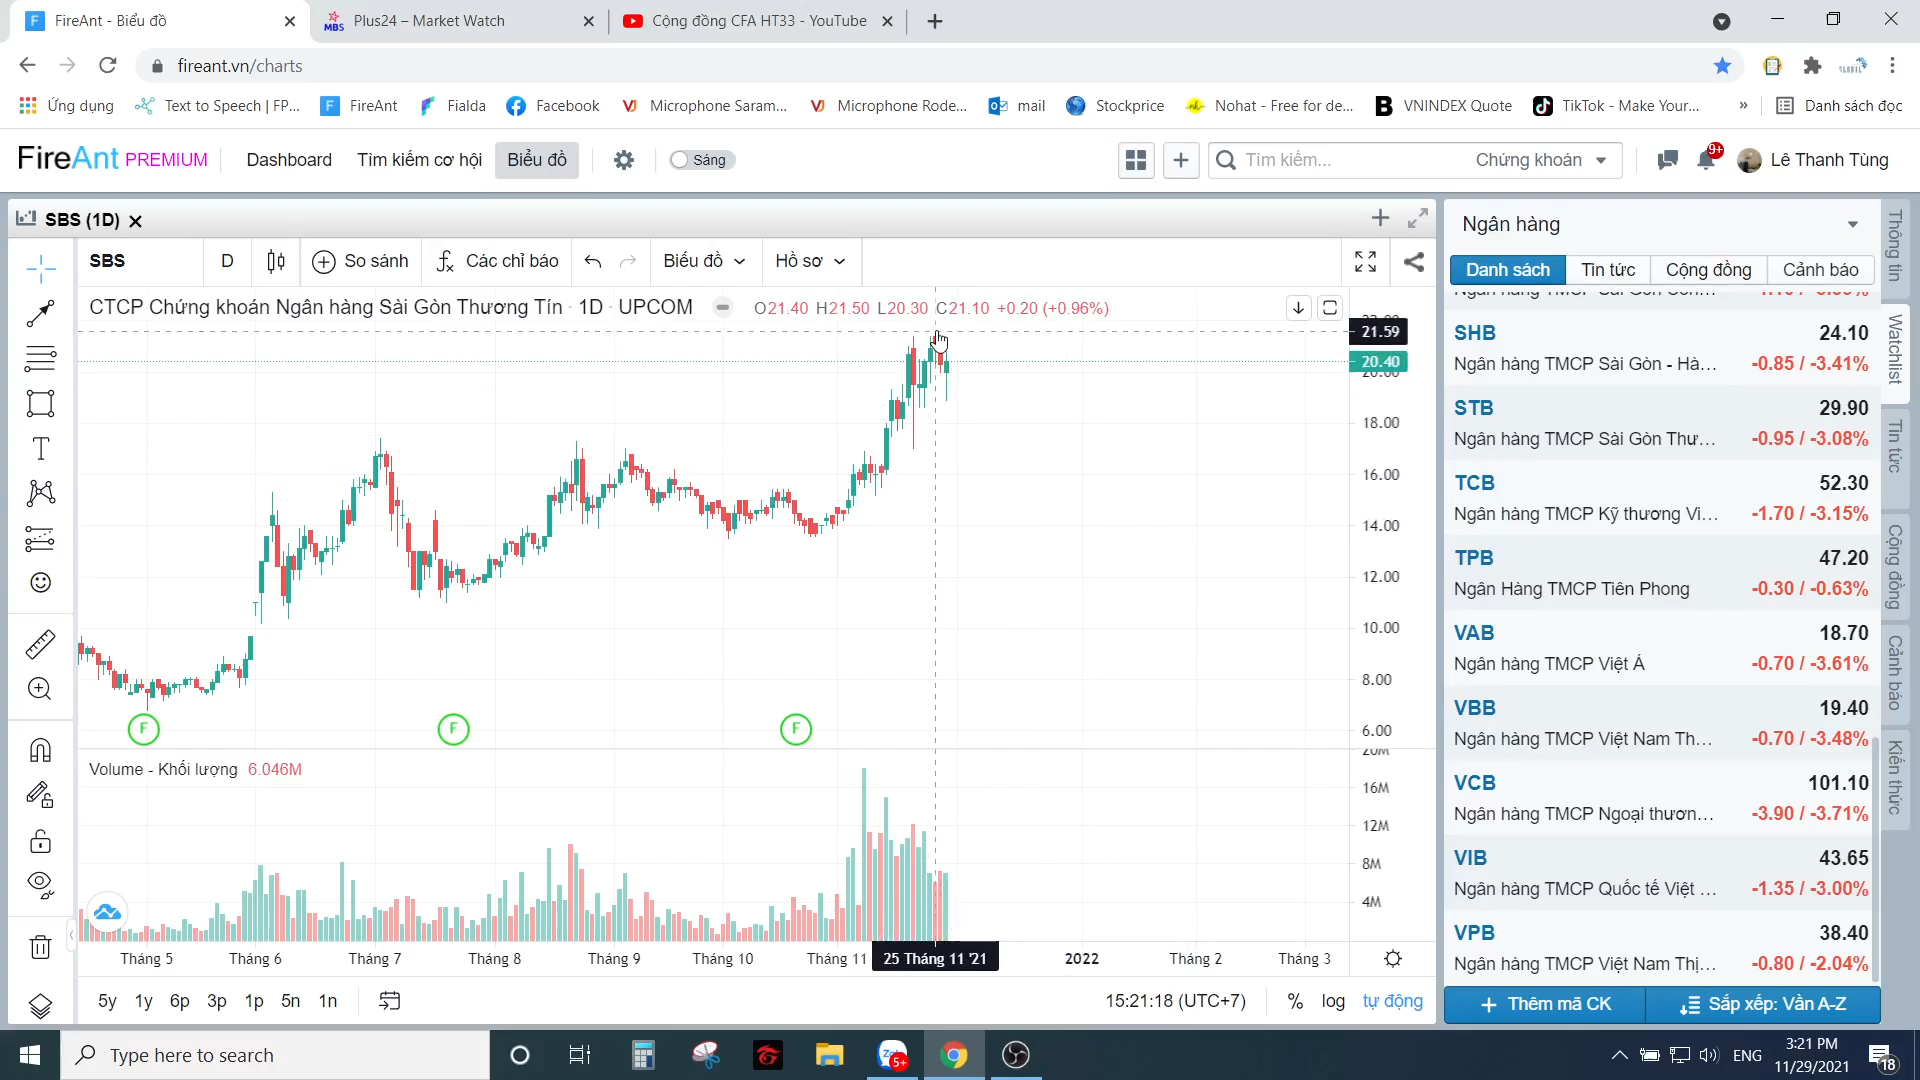 FireAnt - Biểu đồ
Plus24 – Market Watch
Cộng đồng CFA HT33 - YouTube
fireant.vn/charts
Ứng dụng
Text to Speech | FP...
FireAnt
Fialda
Facebook
Microphone Saram...
Microphone Rode...
mail
Stockprice
Nohat - Free for de...
VNINDEX Quote
TikTok - Make Your...
»
Danh sách đọc
FireAnt PREMIUM
Dashboard
Tìm kiếm cơ hội
Biểu đồ
Sáng
Tìm kiếm...
Chứng khoán
9+
Lê Thanh Tùng
SBS (1D)
SBS
D
So sánh
Các chỉ báo
Biểu đồ
Hồ sơ
CTCP Chứng khoán Ngân hàng Sài Gòn Thương Tín · 1D · UPCOM
O21.40 H21.50 L20.30 C21.10 +0.20 (+0.96%)
21.59
20.40
20.00
18.00
16.00
14.00
12.00
10.00
8.00
6.00
F
F
F
Volume - Khối lượng 6.046M
20M
16M
12M
8M
4M
Tháng 5
Tháng 6
Tháng 7
Tháng 8
Tháng 9
Tháng 10
Tháng 11
25 Tháng 11 '21
2022
Tháng 2
Tháng 3
5y
1y
6p
3p
1p
5n
1n
15:21:18 (UTC+7)
%
log
tự động
Ngân hàng
Danh sách
Tin tức
Cộng đồng
Cảnh báo
SHB 24.10
Ngân hàng TMCP Sài Gòn - Hà... -0.85 / -3.41%
STB 29.90
Ngân hàng TMCP Sài Gòn Thư... -0.95 / -3.08%
TCB 52.30
Ngân hàng TMCP Kỹ thương Vi... -1.70 / -3.15%
TPB 47.20
Ngân Hàng TMCP Tiên Phong -0.30 / -0.63%
VAB 18.70
Ngân hàng TMCP Việt Á -0.70 / -3.61%
VBB 19.40
Ngân hàng TMCP Việt Nam Th... -0.70 / -3.48%
VCB 101.10
Ngân hàng TMCP Ngoại thươn... -3.90 / -3.71%
VIB 43.65
Ngân hàng TMCP Quốc tế Việt ... -1.35 / -3.00%
VPB 38.40
Ngân hàng TMCP Việt Nam Thị... -0.80 / -2.04%
Thêm mã CK
Sắp xếp: Vần A-Z
Thông tin
Watchlist
Tin tức
Cộng đồng
Cảnh báo
Kiến thức
Type here to search
5+
ENG
3:21 PM
11/29/2021
18